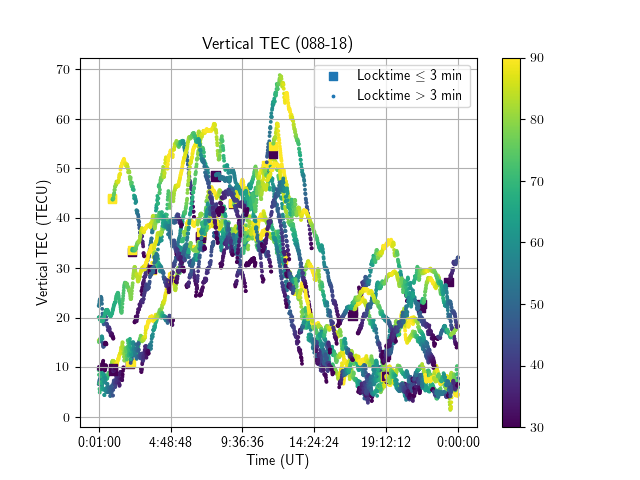 Vertical TEC (088-18)
Locktime ≤ 3 min
Locktime > 3 min
Vertical TEC (TECU)
70
60
50
40
30
20
10
0
0:01:00 4:48:48 9:36:36 14:24:24 19:12:12 0:00:00
Time (UT)
90
80
70
60
50
40
30